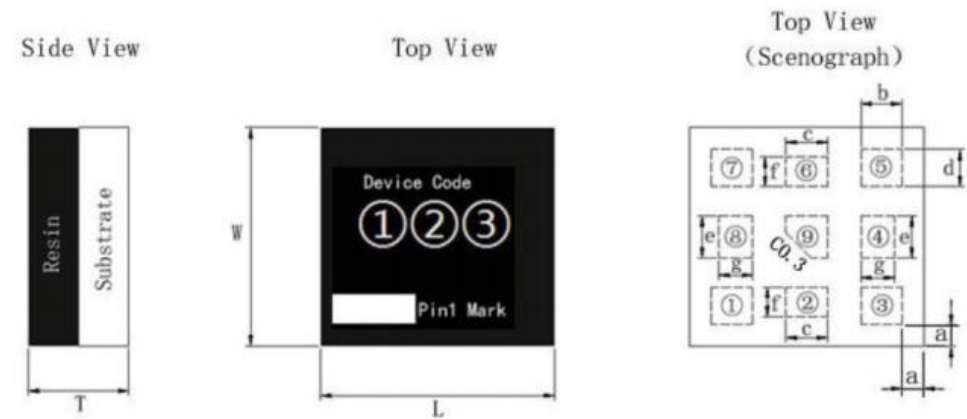 Side View
Top View
Top View
(Scenograph)
Resin
Substrate
T
W
Device Code
①②③
Pin1 Mark
L
b
c
⑦
f
⑥
⑤
d
e
⑧
⑨
④
e
g
C0.3
g
①
f
②
③
c
a
a